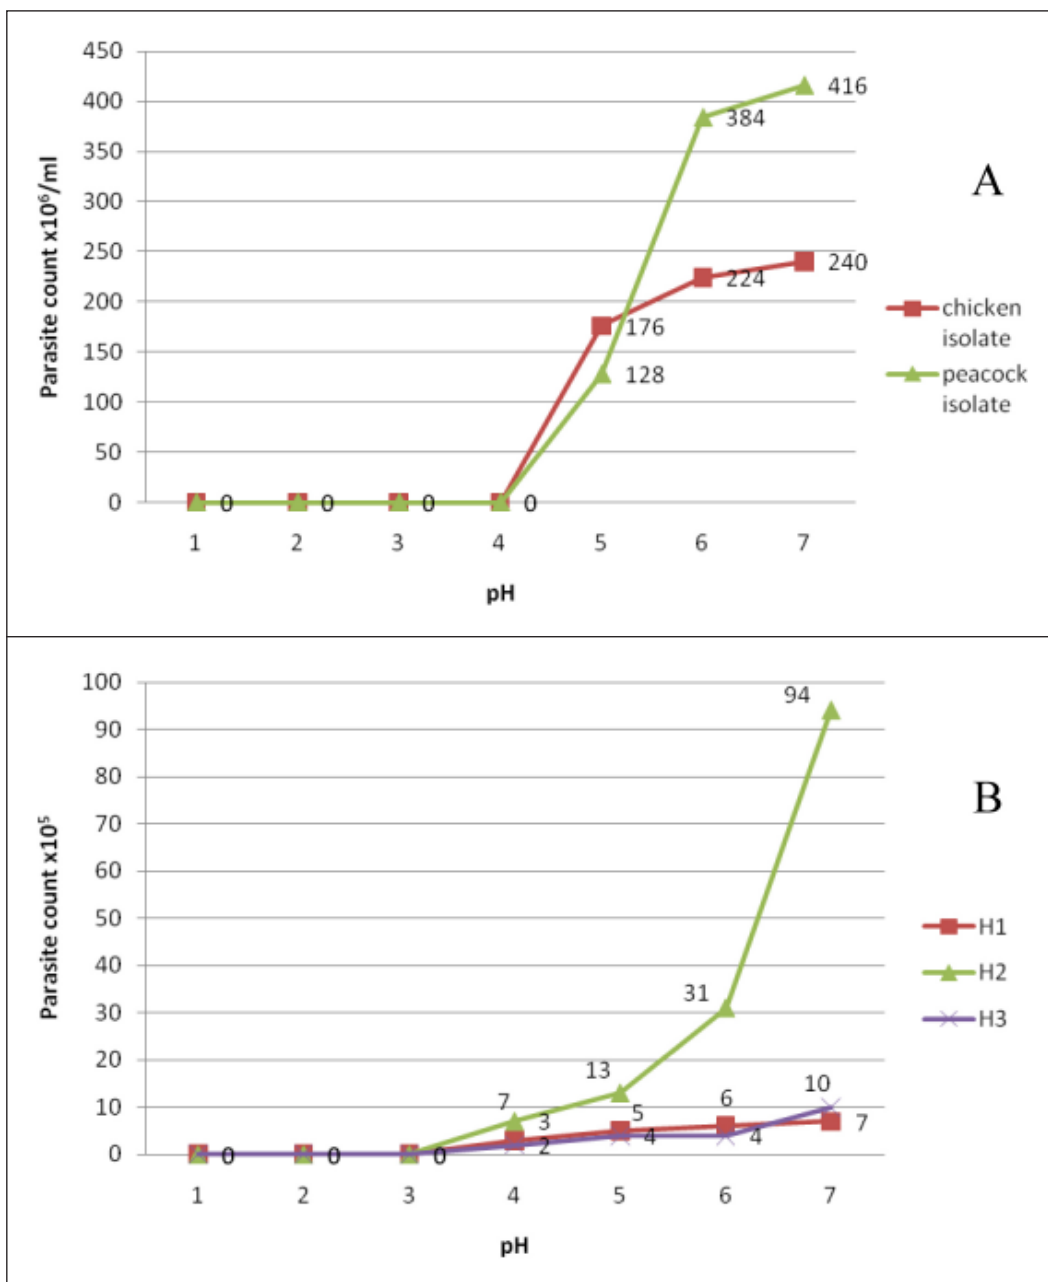 450
400
350
300
250
200
150
100
50
0
Parasite count x10⁶/ml
416
384
240
224
176
128
0 0 0 0
1 2 3 4 5 6 7
pH
A
chicken
isolate
peacock
isolate
100
90
80
70
60
50
40
30
20
10
0
Parasite count x10⁵
94
31
13
7
3
2
5
4
6
4
10
7
0 0 0
1 2 3 4 5 6 7
pH
B
H1
H2
H3